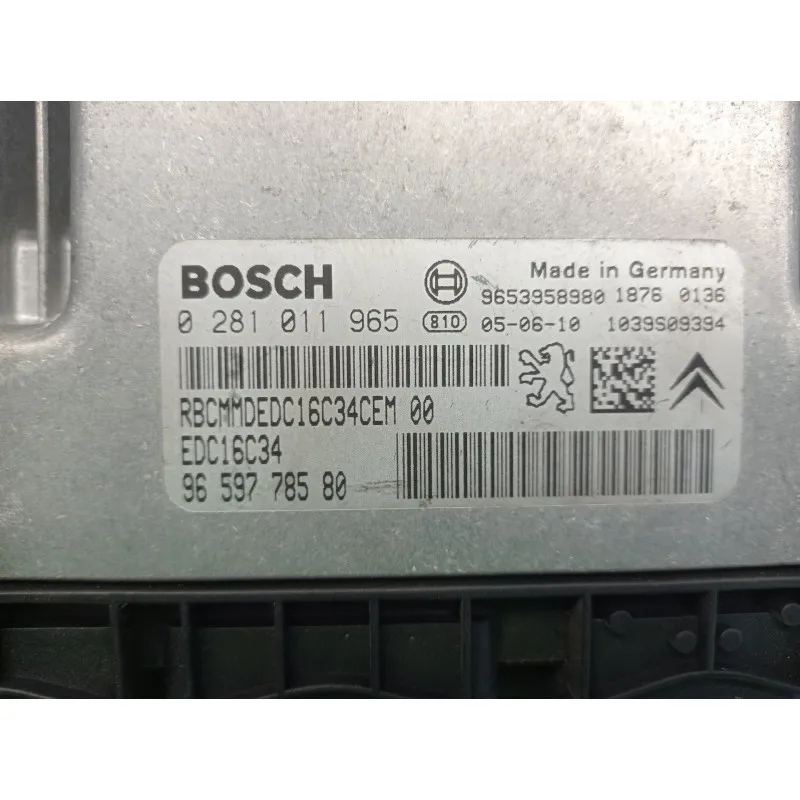 BOSCH
Made in Germany
9653958980 1876 0136
0 281 011 965 810 05-06-10 1039S09394
RBCMMDEDC16C34CEM 00
EDC16C34
96 597 785 80